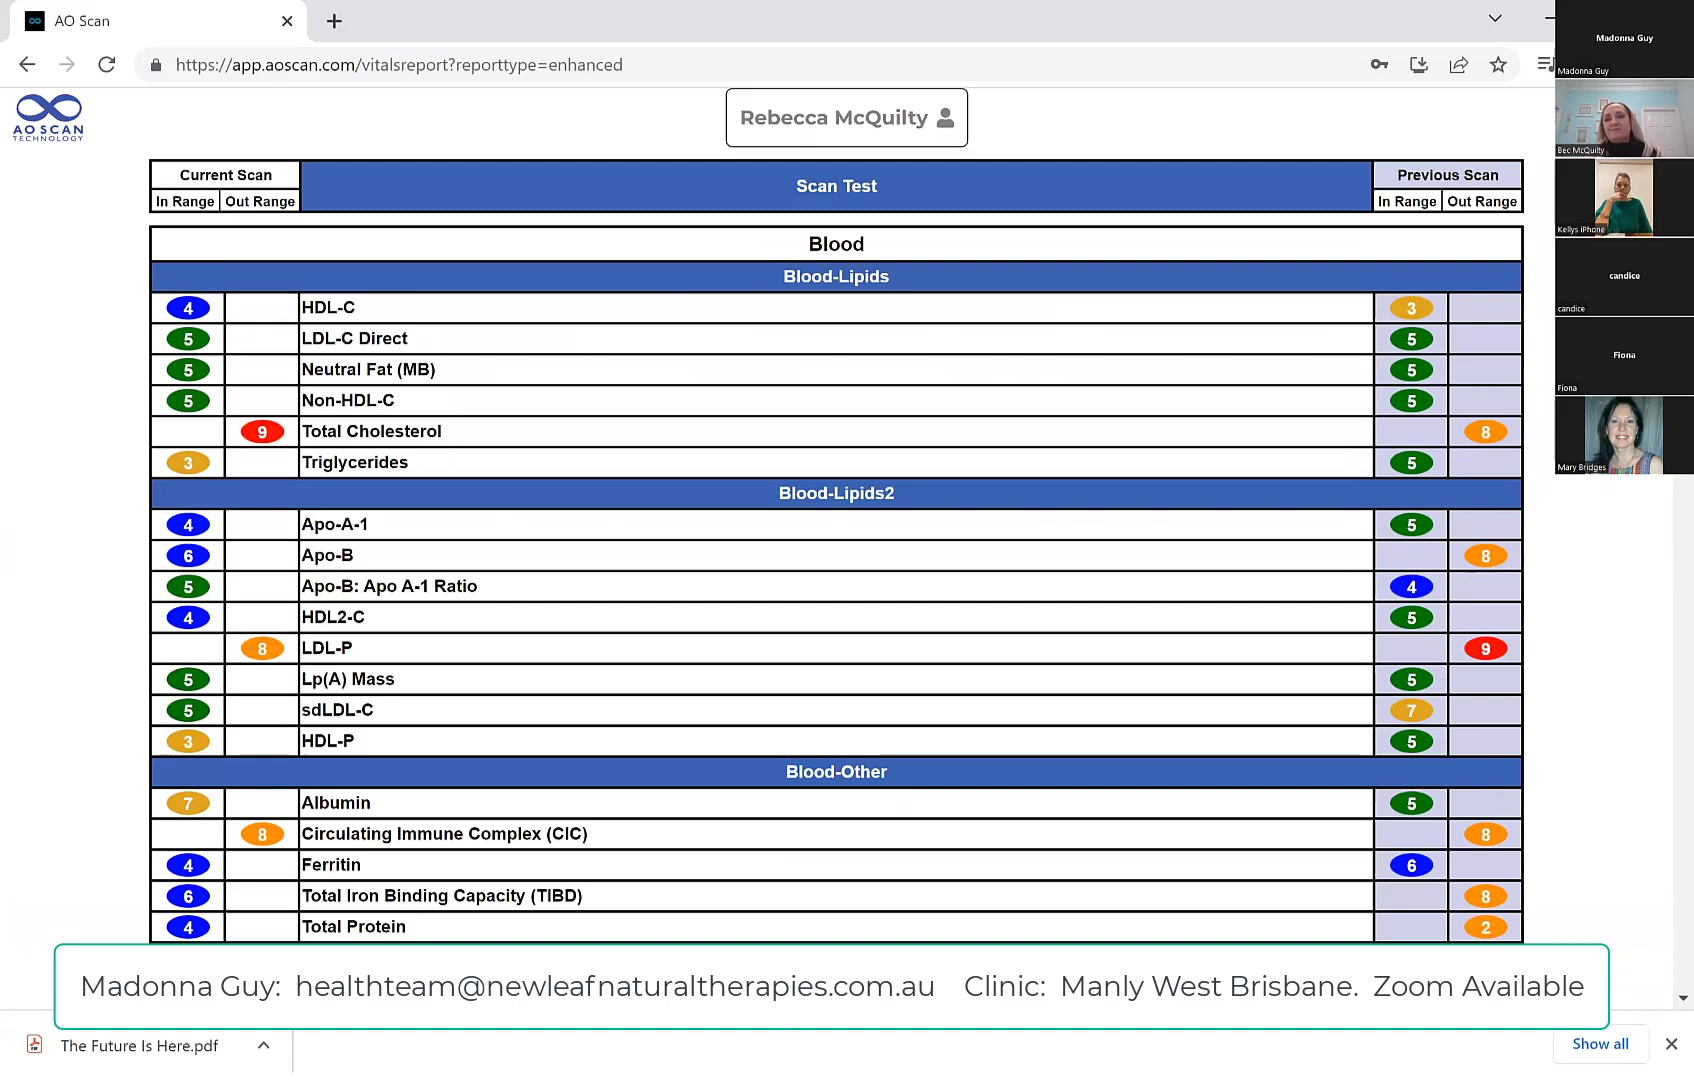 AO Scan
https://app.aoscan.com/vitalsreport?reporttype=enhanced
AO SCAN
TECHNOLOGY
Rebecca McQuilty
Current Scan
In Range Out Range
Scan Test
Previous Scan
In Range Out Range
Blood
Blood-Lipids
4 HDL-C 3
5 LDL-C Direct 5
5 Neutral Fat (MB) 5
5 Non-HDL-C 5
9 Total Cholesterol 8
3 Triglycerides 5
Blood-Lipids2
4 Apo-A-1 5
6 Apo-B 8
5 Apo-B: Apo A-1 Ratio 4
4 HDL2-C 5
8 LDL-P 9
5 Lp(A) Mass 5
5 sdLDL-C 7
3 HDL-P 5
Blood-Other
7 Albumin 5
8 Circulating Immune Complex (CIC) 8
4 Ferritin 6
6 Total Iron Binding Capacity (TIBD) 8
4 Total Protein 2
Madonna Guy: healthteam@newleafnaturaltherapies.com.au Clinic: Manly West Brisbane. Zoom Available
The Future Is Here.pdf
Show all
Madonna Guy
Madonna Guy
Bec McQuilty
Kellys iPhone
candice
candice
Fiona
Fiona
Mary Bridges